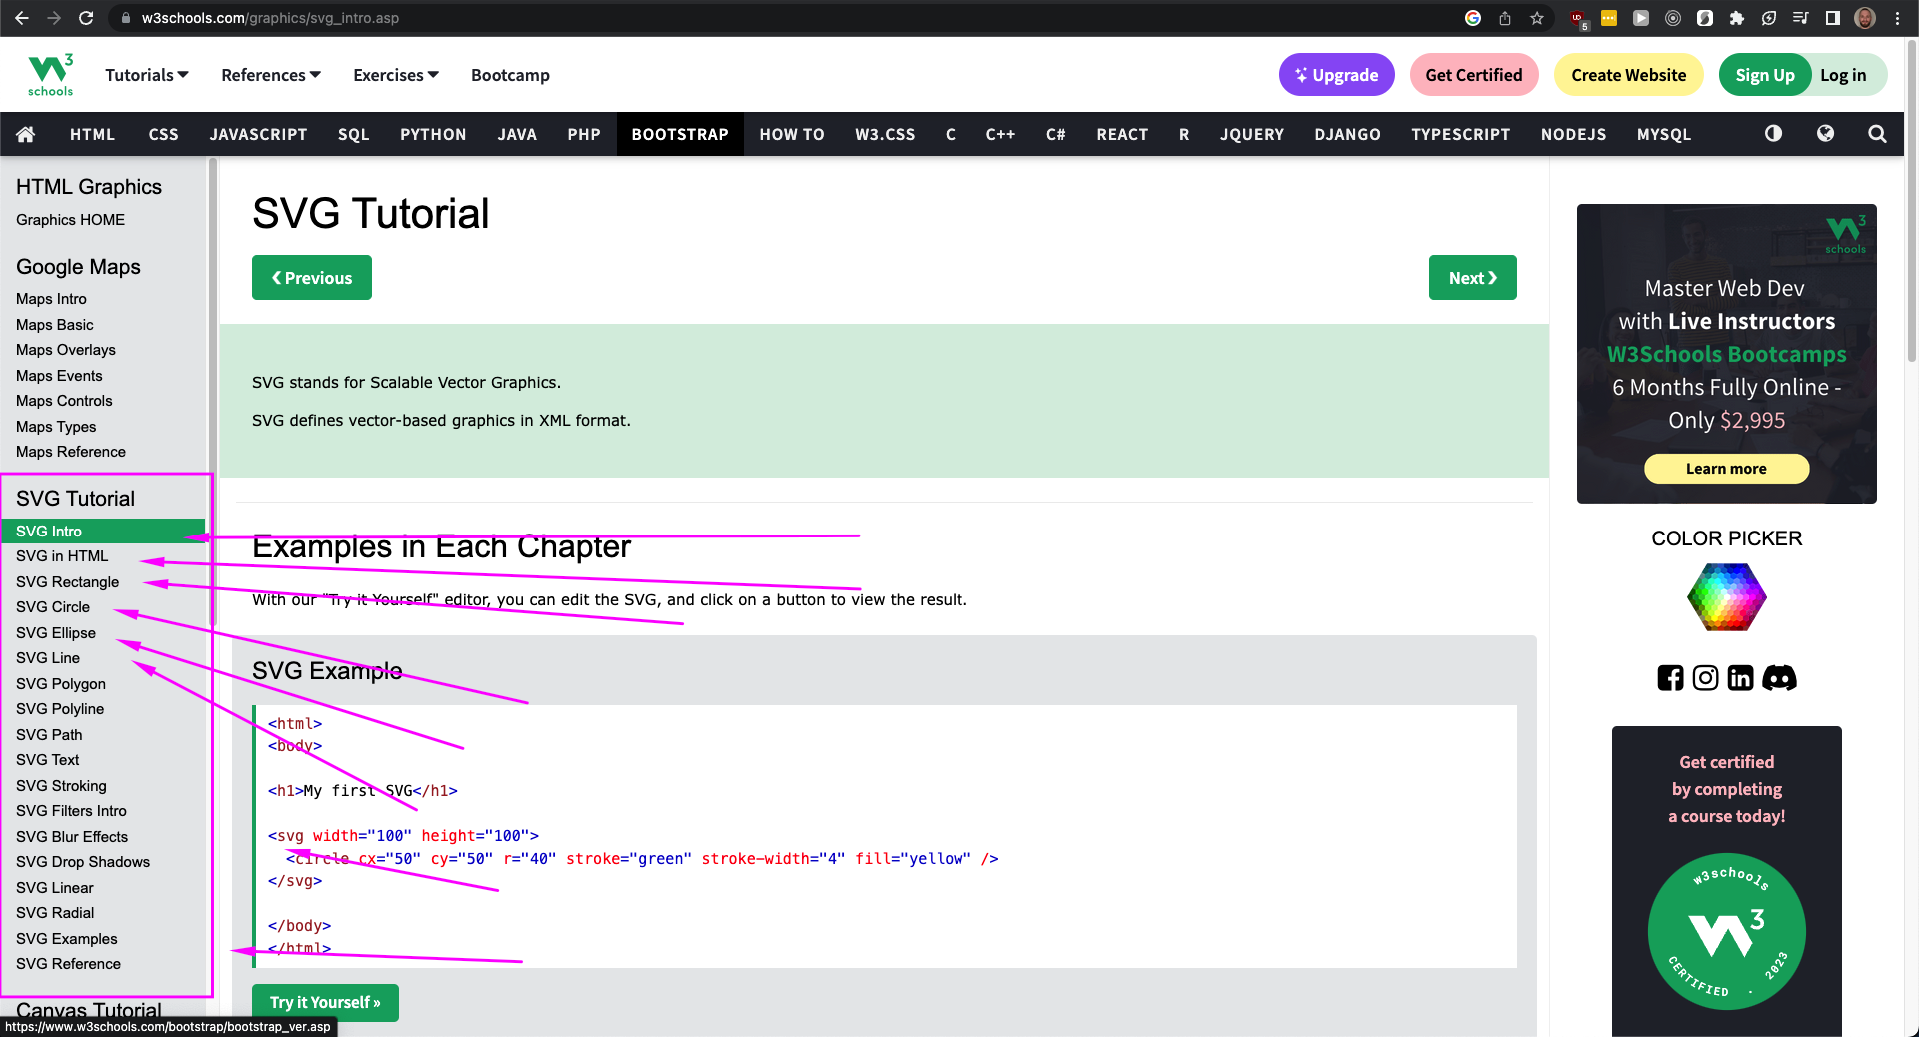 w3schools.com/graphics/svg_intro.asp
5
3
schools
Tutorials
References
Exercises
Bootcamp
Upgrade
Get Certified
Create Website
Sign Up
Log in
HTML
CSS
JAVASCRIPT
SQL
PYTHON
JAVA
PHP
BOOTSTRAP
HOW TO
W3.CSS
C
C++
C#
REACT
R
JQUERY
DJANGO
TYPESCRIPT
NODEJS
MYSQL
HTML Graphics
Graphics HOME
Google Maps
Maps Intro
Maps Basic
Maps Overlays
Maps Events
Maps Controls
Maps Types
Maps Reference
SVG Tutorial
SVG Intro
SVG in HTML
SVG Rectangle
SVG Circle
SVG Ellipse
SVG Line
SVG Polygon
SVG Polyline
SVG Path
SVG Text
SVG Stroking
SVG Filters Intro
SVG Blur Effects
SVG Drop Shadows
SVG Linear
SVG Radial
SVG Examples
SVG Reference
Canvas Tutorial
https://www.w3schools.com/bootstrap/bootstrap_ver.asp
SVG Tutorial
❮ Previous
Next ❯
SVG stands for Scalable Vector Graphics.
SVG defines vector-based graphics in XML format.
Examples in Each Chapter
With our "Try it Yourself" editor, you can edit the SVG, and click on a button to view the result.
SVG Example
<html>
<body>
<h1>My first SVG</h1>
<svg width="100" height="100">
<circle cx="50" cy="50" r="40" stroke="green" stroke-width="4" fill="yellow" />
</svg>
</body>
</html>
Try it Yourself »
3
schools
Master Web Dev
with Live Instructors
W3Schools Bootcamps
6 Months Fully Online -
Only $2,995
Learn more
COLOR PICKER
Get certified
by completing
a course today!
w3schools
3
CERTIFIED . 2023